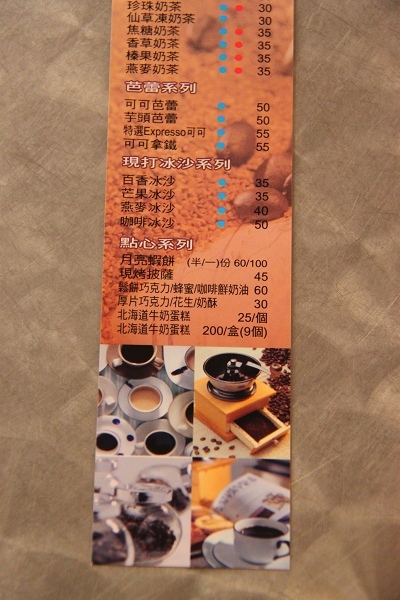 珍珠奶茶 30
仙草凍奶茶 30
焦糖奶茶 35
香草奶茶 35
榛果奶茶 35
燕麥奶茶 35
芭蕾系列
可可芭蕾 50
芋頭芭蕾 50
特選Expresso可可 55
可可拿鐵 55
現打冰沙系列
百香冰沙 35
芒果冰沙 35
燕麥冰沙 40
咖啡冰沙 50
點心系列
月亮蝦餅 (半/一)份 60/100
現烤披薩 45
鬆餅巧克力/蜂蜜/咖啡鮮奶油 60
厚片巧克力/花生/奶酥 30
北海道牛奶蛋糕 25/個
北海道牛奶蛋糕 200/盒(9個)